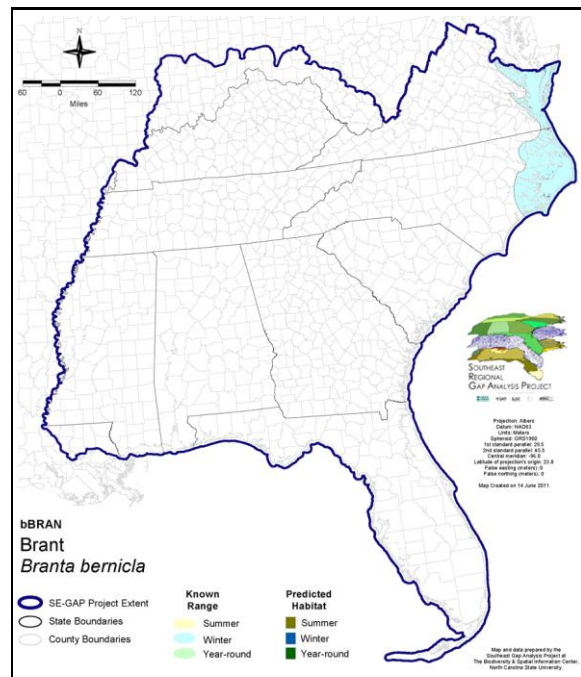 N
60 0 60 120
Miles
SOUTHEAST
REGIONAL
GAP ANALYSIS PROJECT
Projection: Albers
Datum: NAD83
Units: Meters
Spheroid: GRS1980
1st standard parallel: 29.5
2nd standard parallel: 45.5
Central meridian: -96.0
Latitude of projection's origin: 23.0
False easting (meters): 0
False northing (meters): 0
Map Created on 14 June 2011
bBRAN
Brant
Branta bernicla
SE-GAP Project Extent
State Boundaries
County Boundaries
Known
Range
Summer
Winter
Year-round
Predicted
Habitat
Summer
Winter
Year-round
Map and data prepared by the
Southeast Gap Analysis Project at
The Biodiversity & Spatial Information Center,
North Carolina State University.